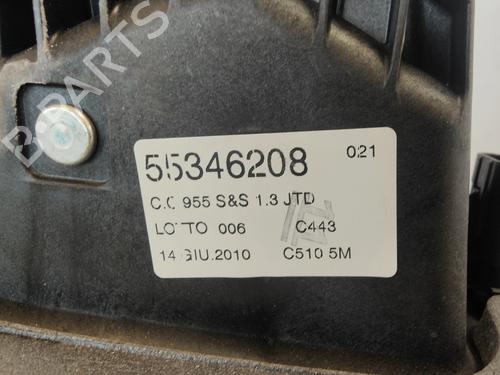 B-PARTS
55346208 021
C.C 955 S&S 1.3 JTD
LOTTO 006 C443
14 GIU.2010 C510 5M